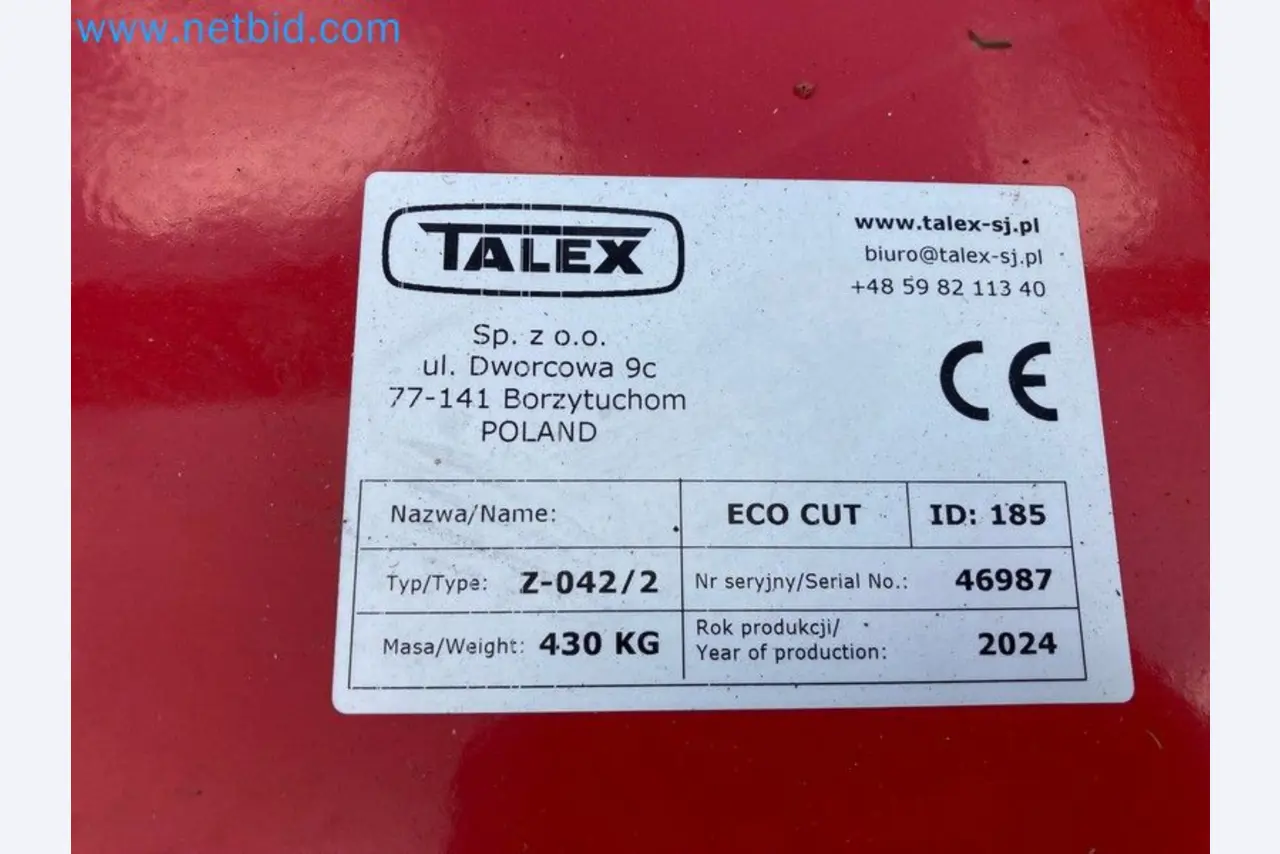 www.netbid.com
TALEX
www.talex-sj.pl
biuro@talex-sj.pl
+48 59 82 113 40
Sp. z o.o.
ul. Dworcowa 9c
77-141 Borzytuchom
POLAND
CE
Nazwa/Name: ECO CUT ID: 185
Typ/Type: Z-042/2 Nr seryjny/Serial No.: 46987
Masa/Weight: 430 KG Rok produkcji/
Year of production: 2024